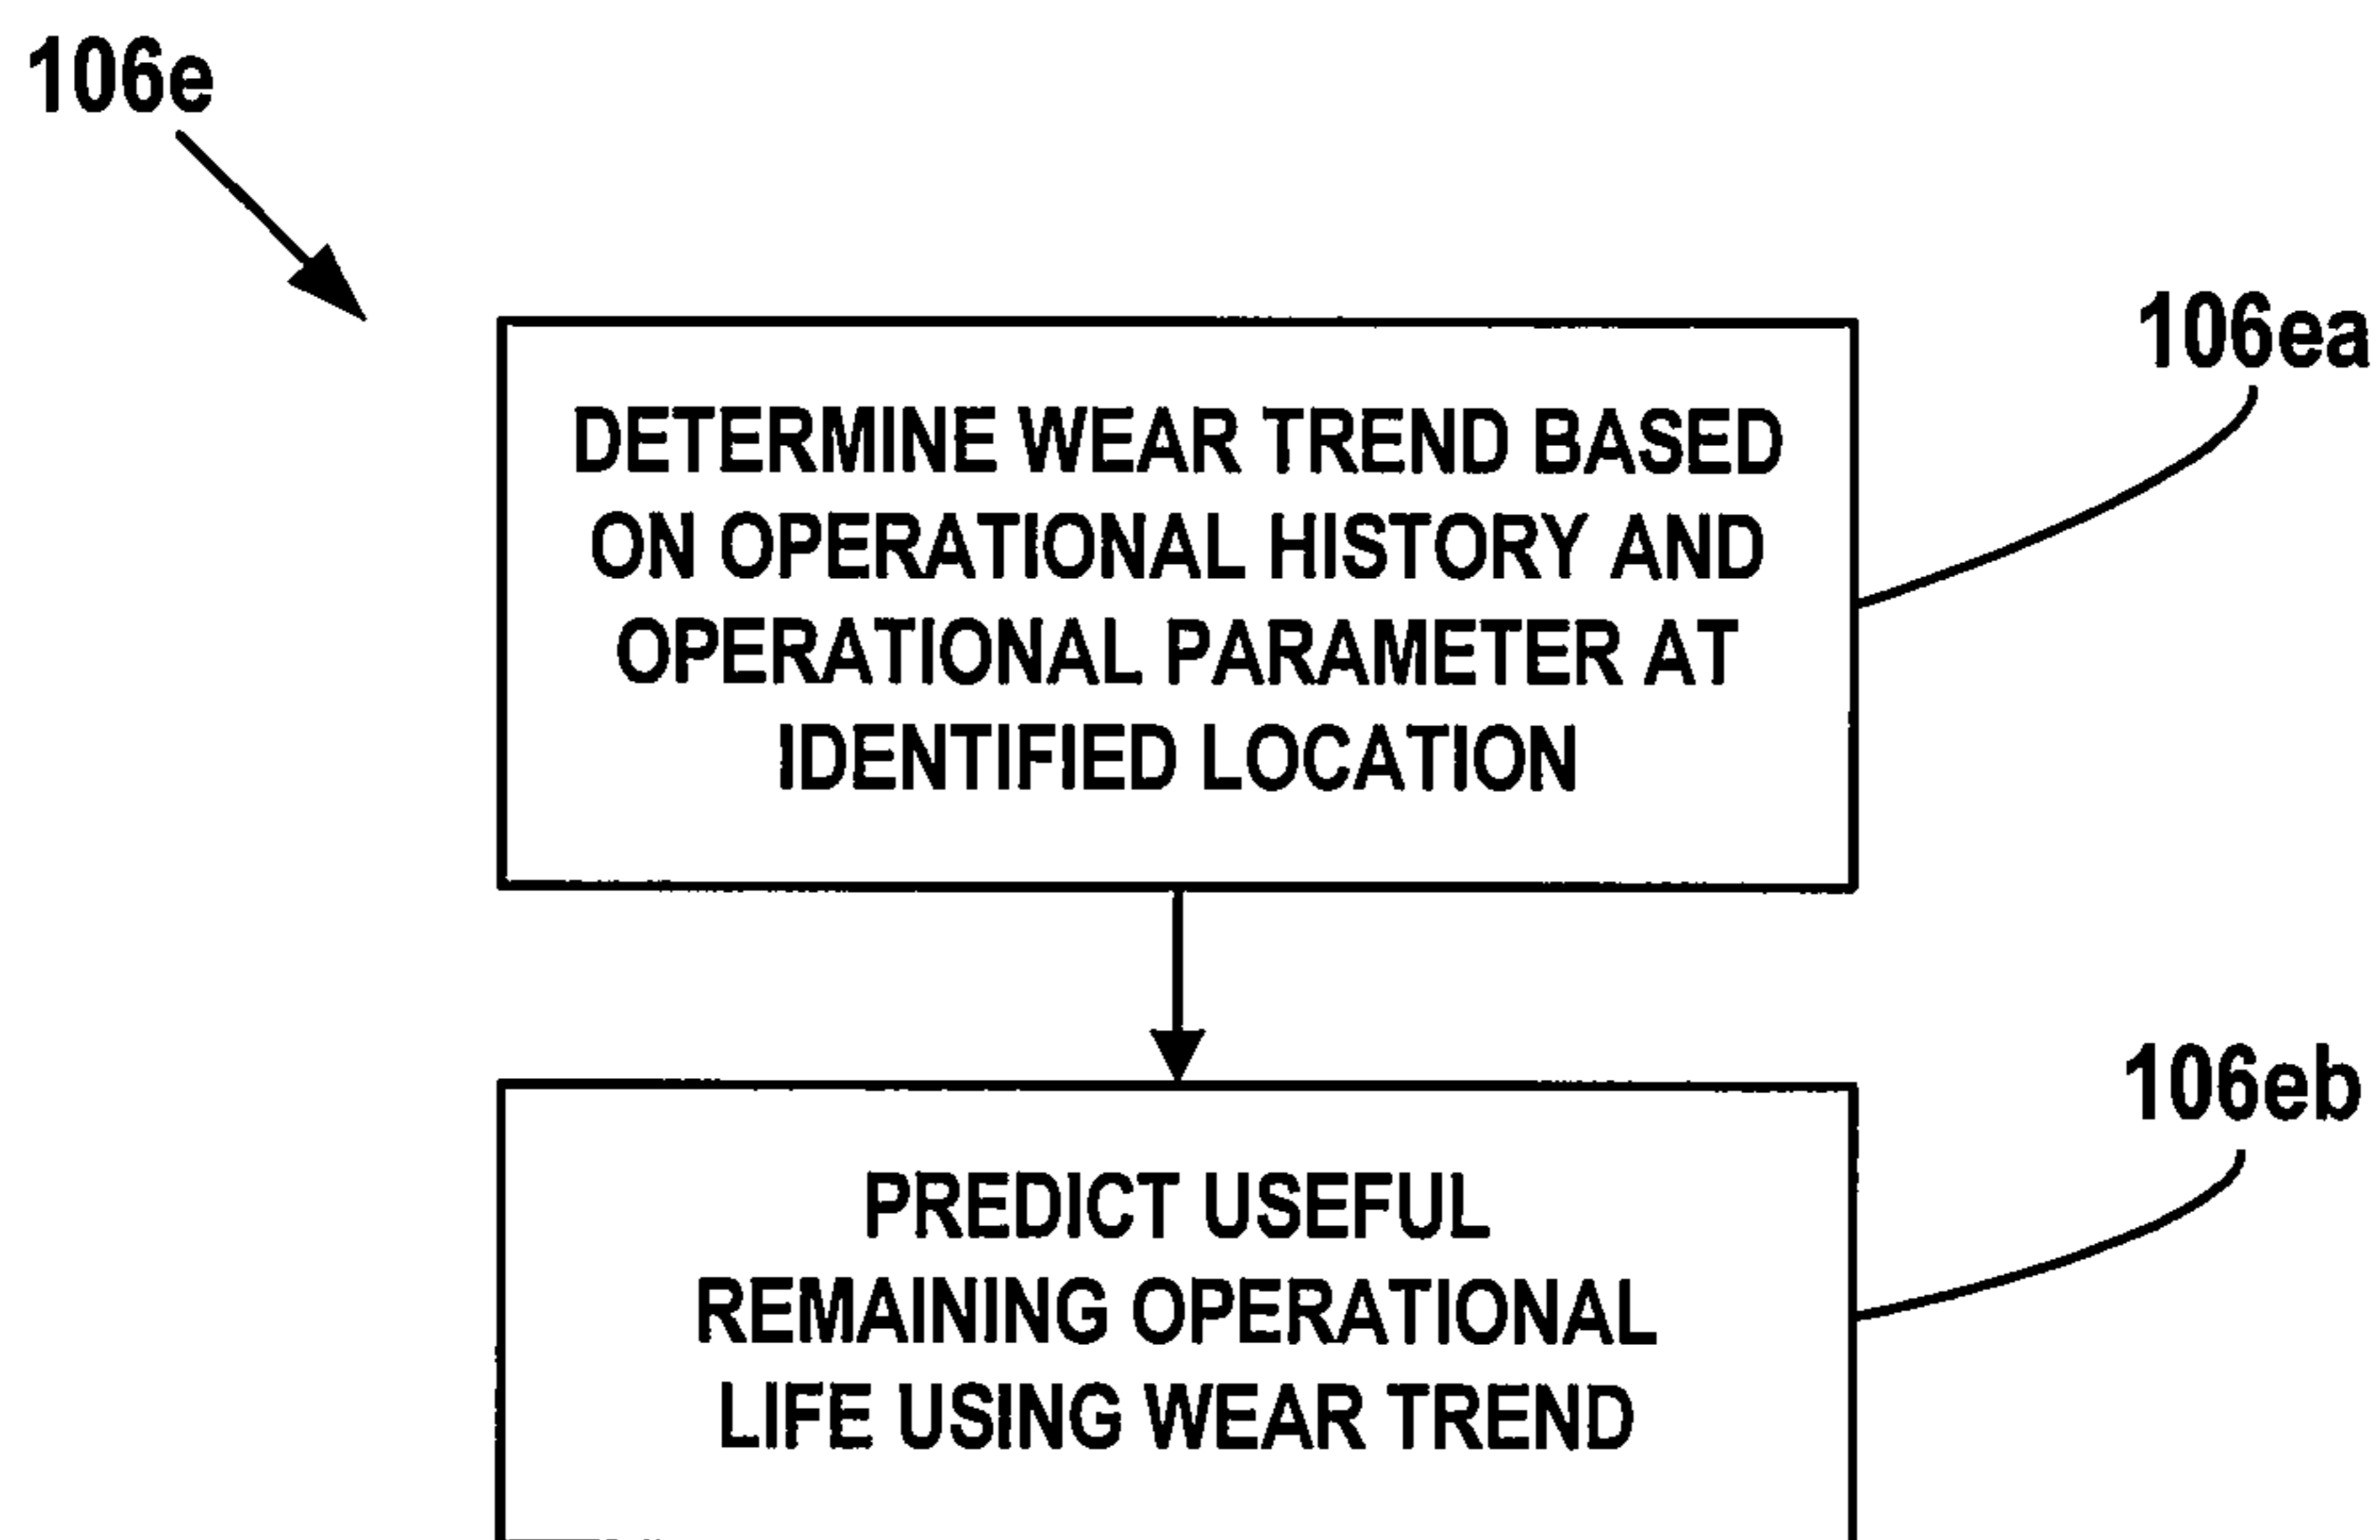 106e
106ea
DETERMINE WEAR TREND BASED
ON OPERATIONAL HISTORY AND
OPERATIONAL PARAMETER AT
IDENTIFIED LOCATION
106eb
PREDICT USEFUL
REMAINING OPERATIONAL
LIFE USING WEAR TREND